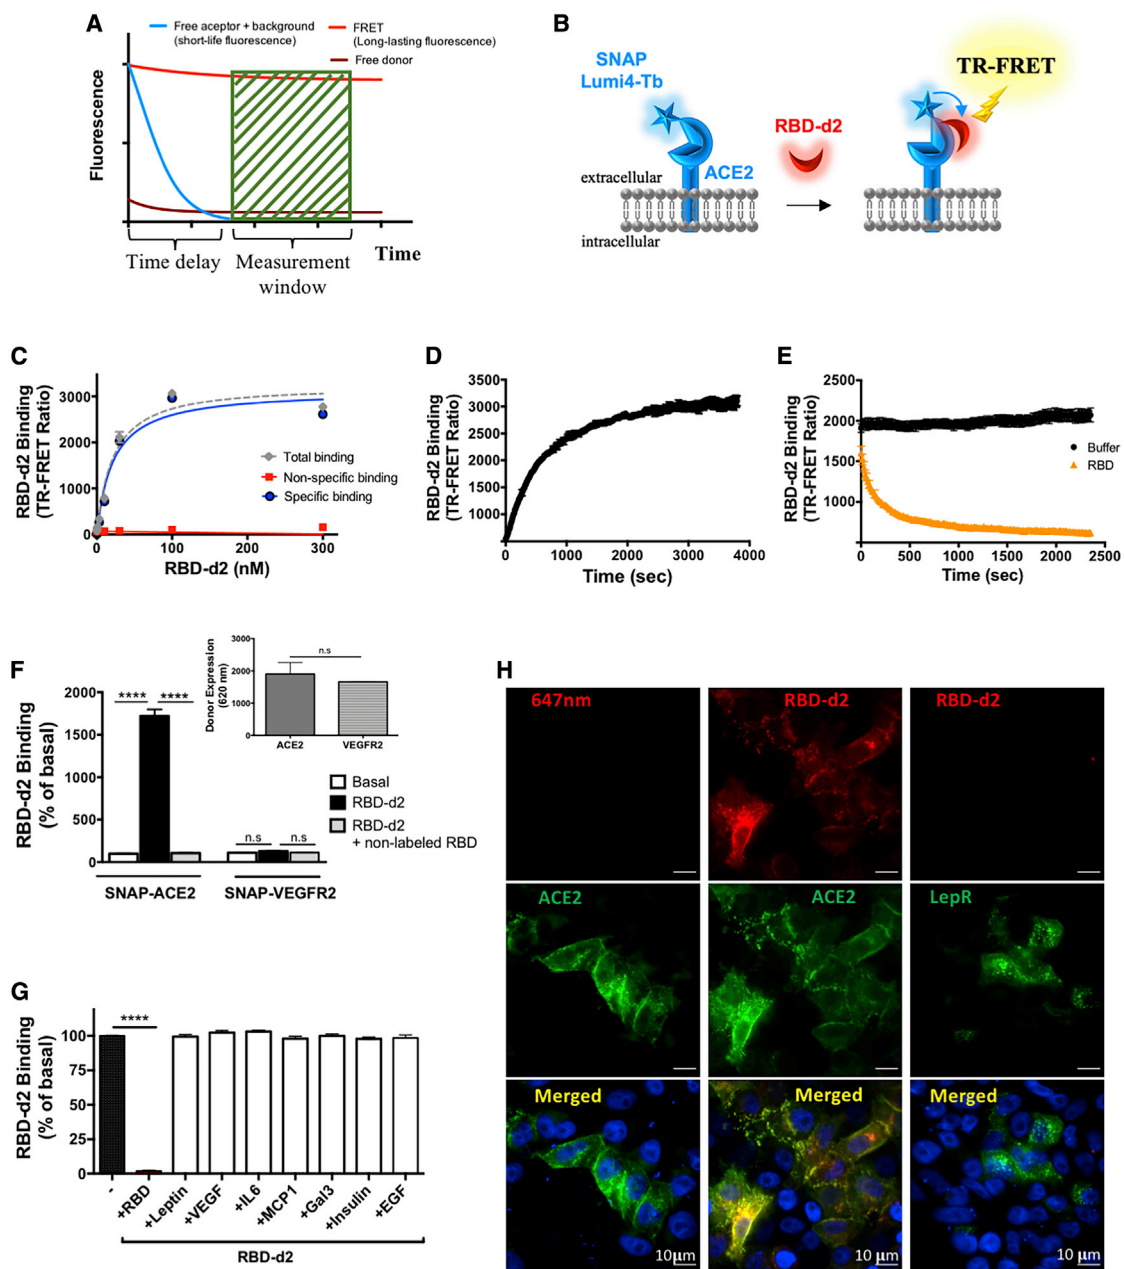 A
Free aceptor + background
(short-life fluorescence)
FRET
(Long-lasting fluorescence)
Free donor
Fluorescence
Time delay
Measurement
window
Time
B
SNAP
Lumi4-Tb
RBD-d2
TR-FRET
ACE2
extracellular
intracellular
C
RBD-d2 Binding
(TR-FRET Ratio)
3000
2000
1000
0
0
100
200
300
RBD-d2 (nM)
Total binding
Non-specific binding
Specific binding
D
RBD-d2 Binding
(TR-FRET Ratio)
3500
3000
2500
2000
1500
1000
0
1000
2000
3000
4000
Time (sec)
E
RBD-d2 Binding
(TR-FRET Ratio)
2500
2000
1500
1000
0
500
1000
1500
2000
2500
Time (sec)
Buffer
RBD
F
RBD-d2 Binding
(% of basal)
2000
1500
1000
500
0
****
****
n.s
n.s
SNAP-ACE2
SNAP-VEGFR2
Donor Expression
(620 nm)
3000
2000
1000
0
n.s
ACE2
VEGFR2
Basal
RBD-d2
RBD-d2
+ non-labeled RBD
G
RBD-d2 Binding
(% of basal)
100
75
50
25
0
****
-
+RBD
+Leptin
+VEGF
+IL6
+MCP1
+Gal3
+Insulin
+EGF
RBD-d2
H
647nm
RBD-d2
RBD-d2
ACE2
ACE2
LepR
Merged
Merged
Merged
10 μm
10 μm
10 μm